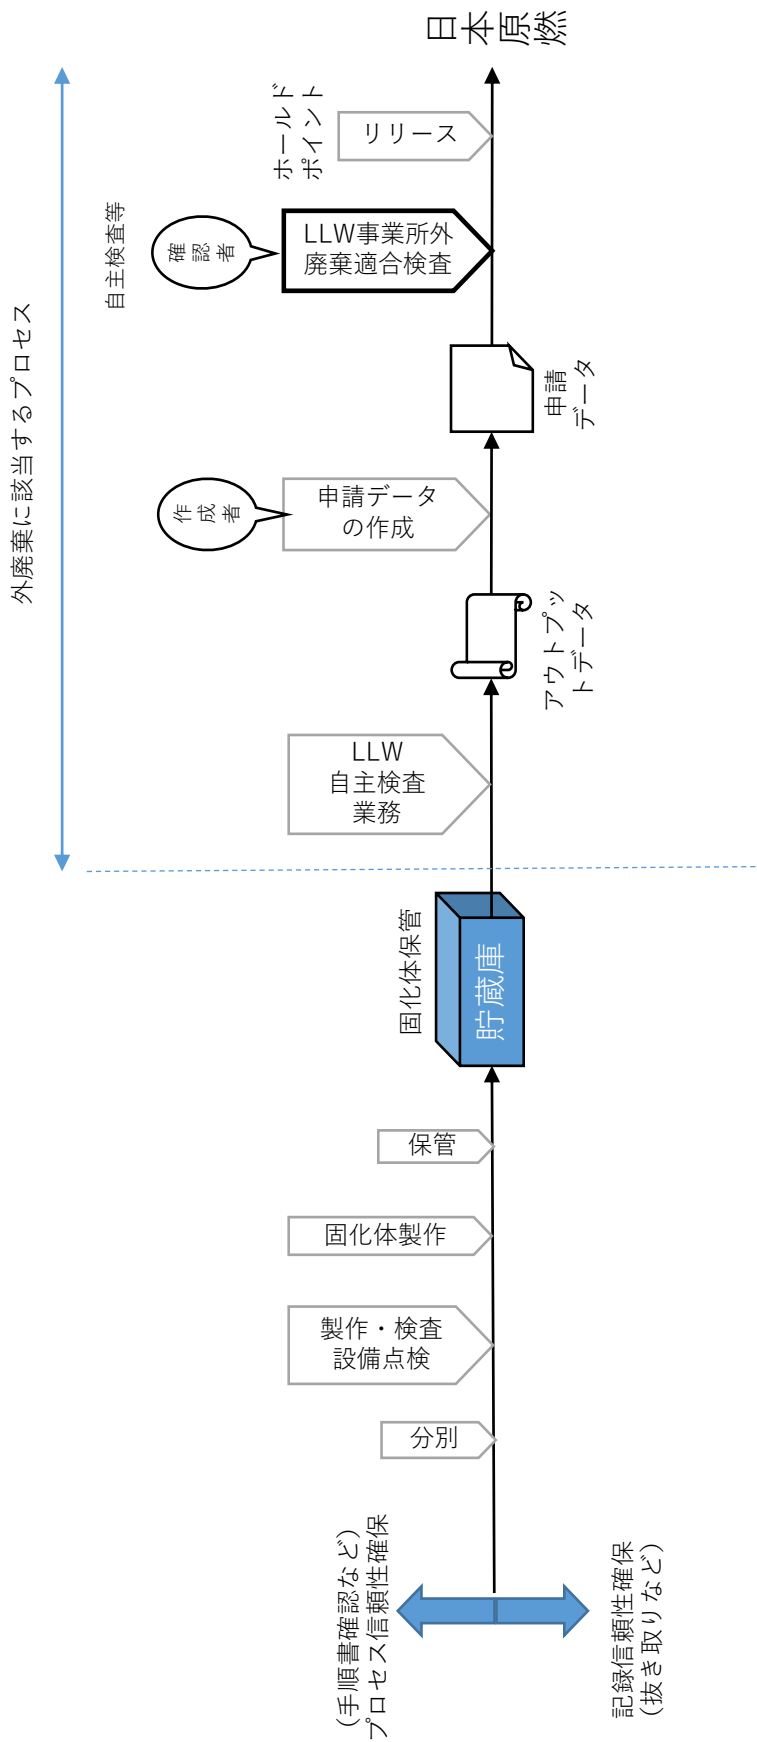 日本原燃
ホールド
ポイント
リリース
自主検査等
確
認
者
LLW事業所外
廃棄適合検査
外廃棄に該当するプロセス
申請
データ
作
成
者
申請データ
の作成
アウトプッ
トデータ
LLW
自主検査
業務
固化体保管
貯蔵庫
保管
固化体製作
製作・検査
設備点検
分別
(手順書確認など)
プロセス信頼性確保
記録信頼性確保
(抜き取りなど)